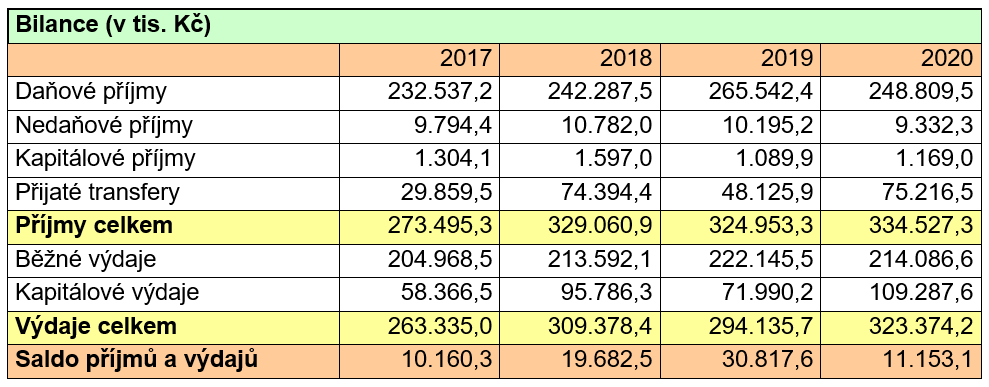 Bilance (v tis. Kč)
2017 2018 2019 2020
Daňové příjmy 232.537,2 242.287,5 265.542,4 248.809,5
Nedaňové příjmy 9.794,4 10.782,0 10.195,2 9.332,3
Kapitálové příjmy 1.304,1 1.597,0 1.089,9 1.169,0
Přijaté transfery 29.859,5 74.394,4 48.125,9 75.216,5
Příjmy celkem 273.495,3 329.060,9 324.953,3 334.527,3
Běžné výdaje 204.968,5 213.592,1 222.145,5 214.086,6
Kapitálové výdaje 58.366,5 95.786,3 71.990,2 109.287,6
Výdaje celkem 263.335,0 309.378,4 294.135,7 323.374,2
Saldo příjmů a výdajů 10.160,3 19.682,5 30.817,6 11.153,1